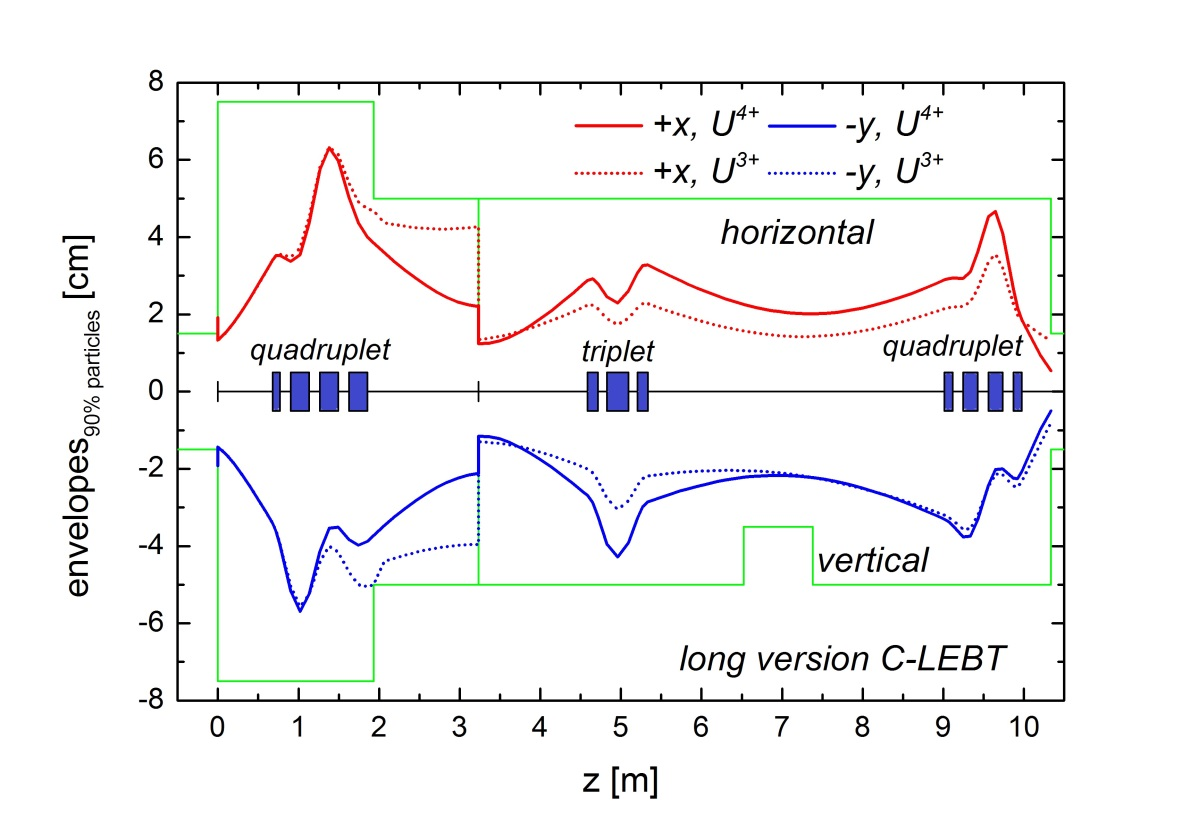 8
6
4
2
0
-2
-4
-6
-8
envelopes90% particles [cm]
+x, U4+ -y, U4+
+x, U3+ -y, U3+
horizontal
quadruplet triplet quadruplet
vertical
long version C-LEBT
0 1 2 3 4 5 6 7 8 9 10
z [m]